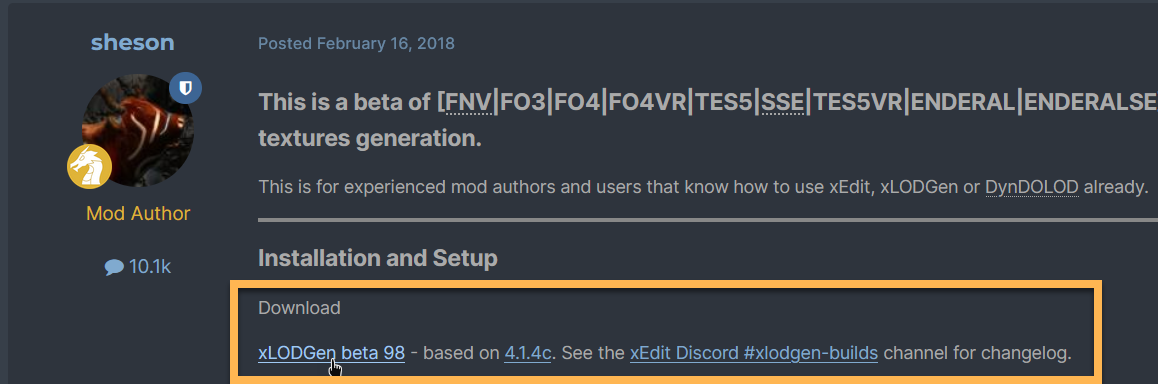 sheson
Posted February 16, 2018
This is a beta of [FNV|FO3|FO4|FO4VR|TES5|SSE|TES5VR|ENDERAL|ENDERALSE
textures generation.
This is for experienced mod authors and users that know how to use xEdit, xLODGen or DynDOLOD already.
Mod Author
10.1k
Installation and Setup
Download
xLODGen beta 98 - based on 4.1.4c. See the xEdit Discord #xlodgen-builds channel for changelog.